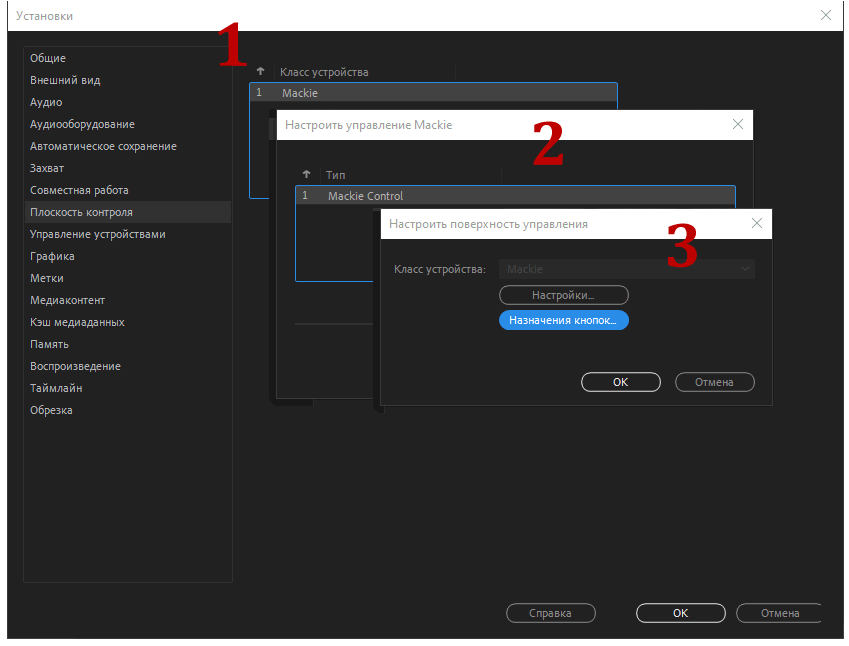 Установки
1
Общие
Внешний вид
Аудио
Аудиооборудование
Автоматическое сохранение
Захват
Совместная работа
Плоскость контроля
Управление устройствами
Графика
Метки
Медиаконтент
Кэш медиаданных
Память
Воспроизведение
Таймлайн
Обрезка
Класс устройства
1 Mackie
Настроить управление Mackie
2
Тип
1 Mackie Control
Настроить поверхность управления
3
Класс устройства: Mackie
Настройки...
Назначения кнопок...
OK Отмена
Справка OK Отмена